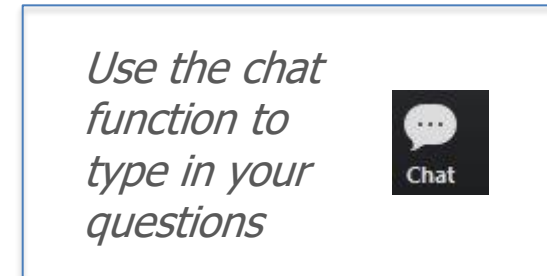 Use the chat
function to
type in your
questions
Chat